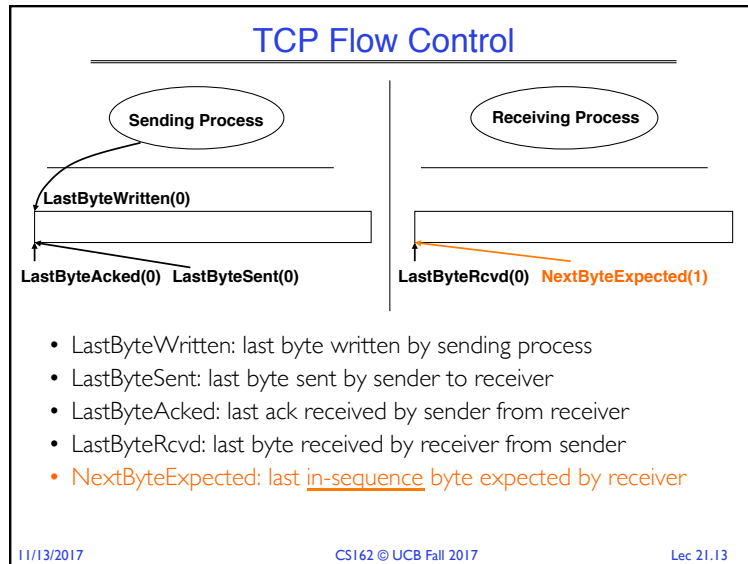 TCP Flow Control
Sending Process
Receiving Process
LastByteWritten(0)
LastByteAcked(0) LastByteSent(0)
LastByteRcvd(0) NextByteExpected(1)
• LastByteWritten: last byte written by sending process
• LastByteSent: last byte sent by sender to receiver
• LastByteAcked: last ack received by sender from receiver
• LastByteRcvd: last byte received by receiver from sender
• NextByteExpected: last in-sequence byte expected by receiver
11/13/2017 CS162 © UCB Fall 2017 Lec 21.13